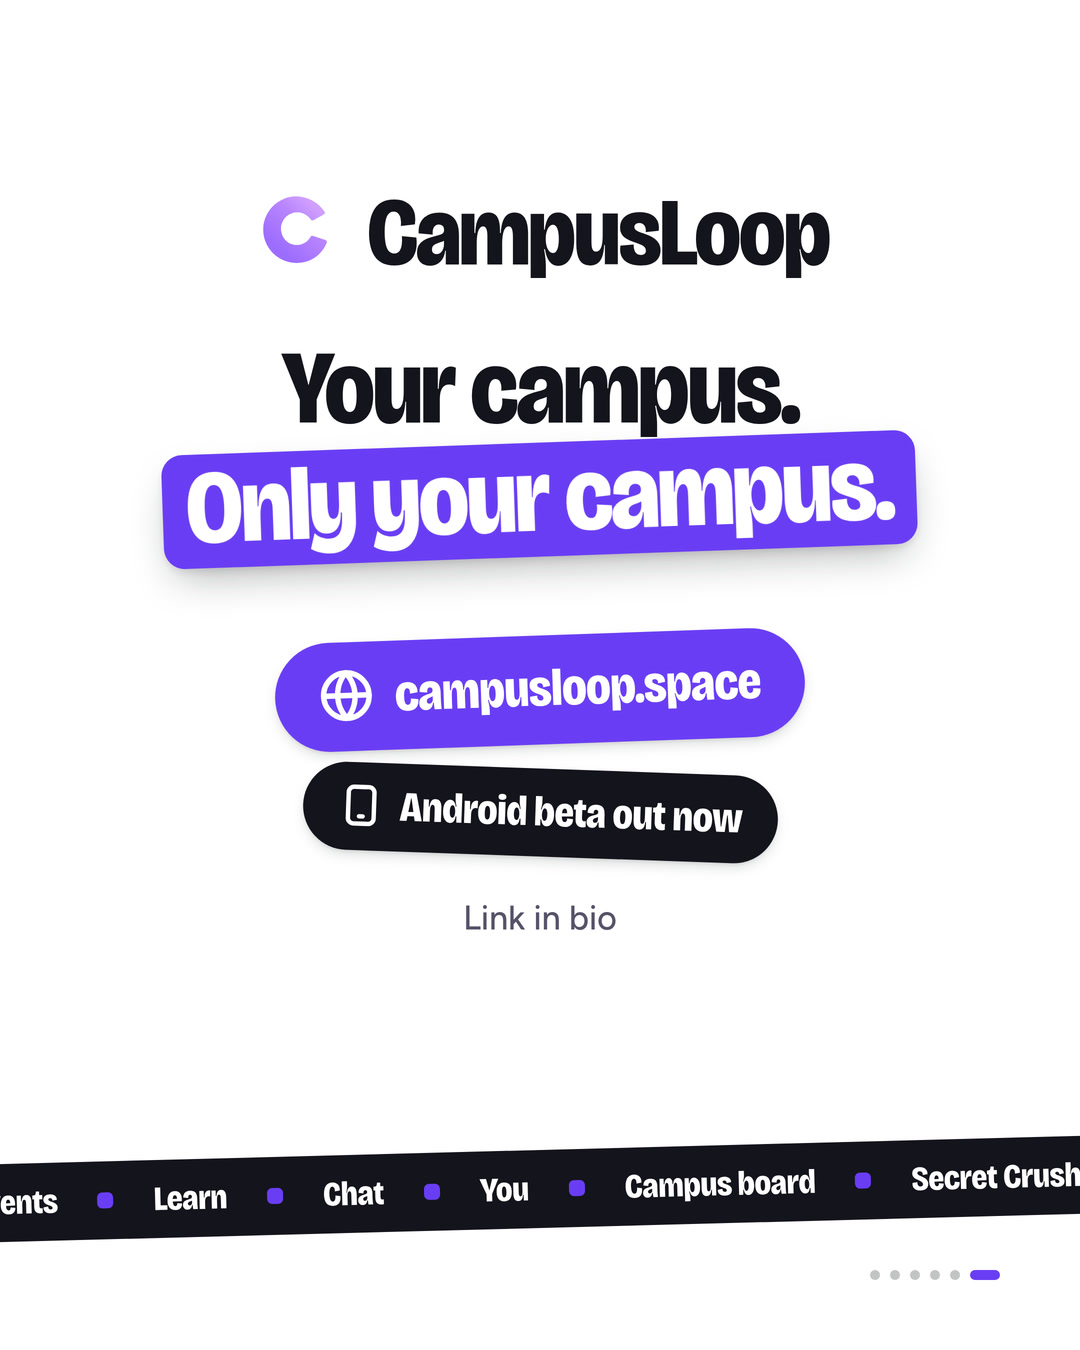 CampusLoop
Your campus.
Only your campus.
campusloop.space
Android beta out now
Link in bio
ents Learn Chat You Campus board Secret Crush